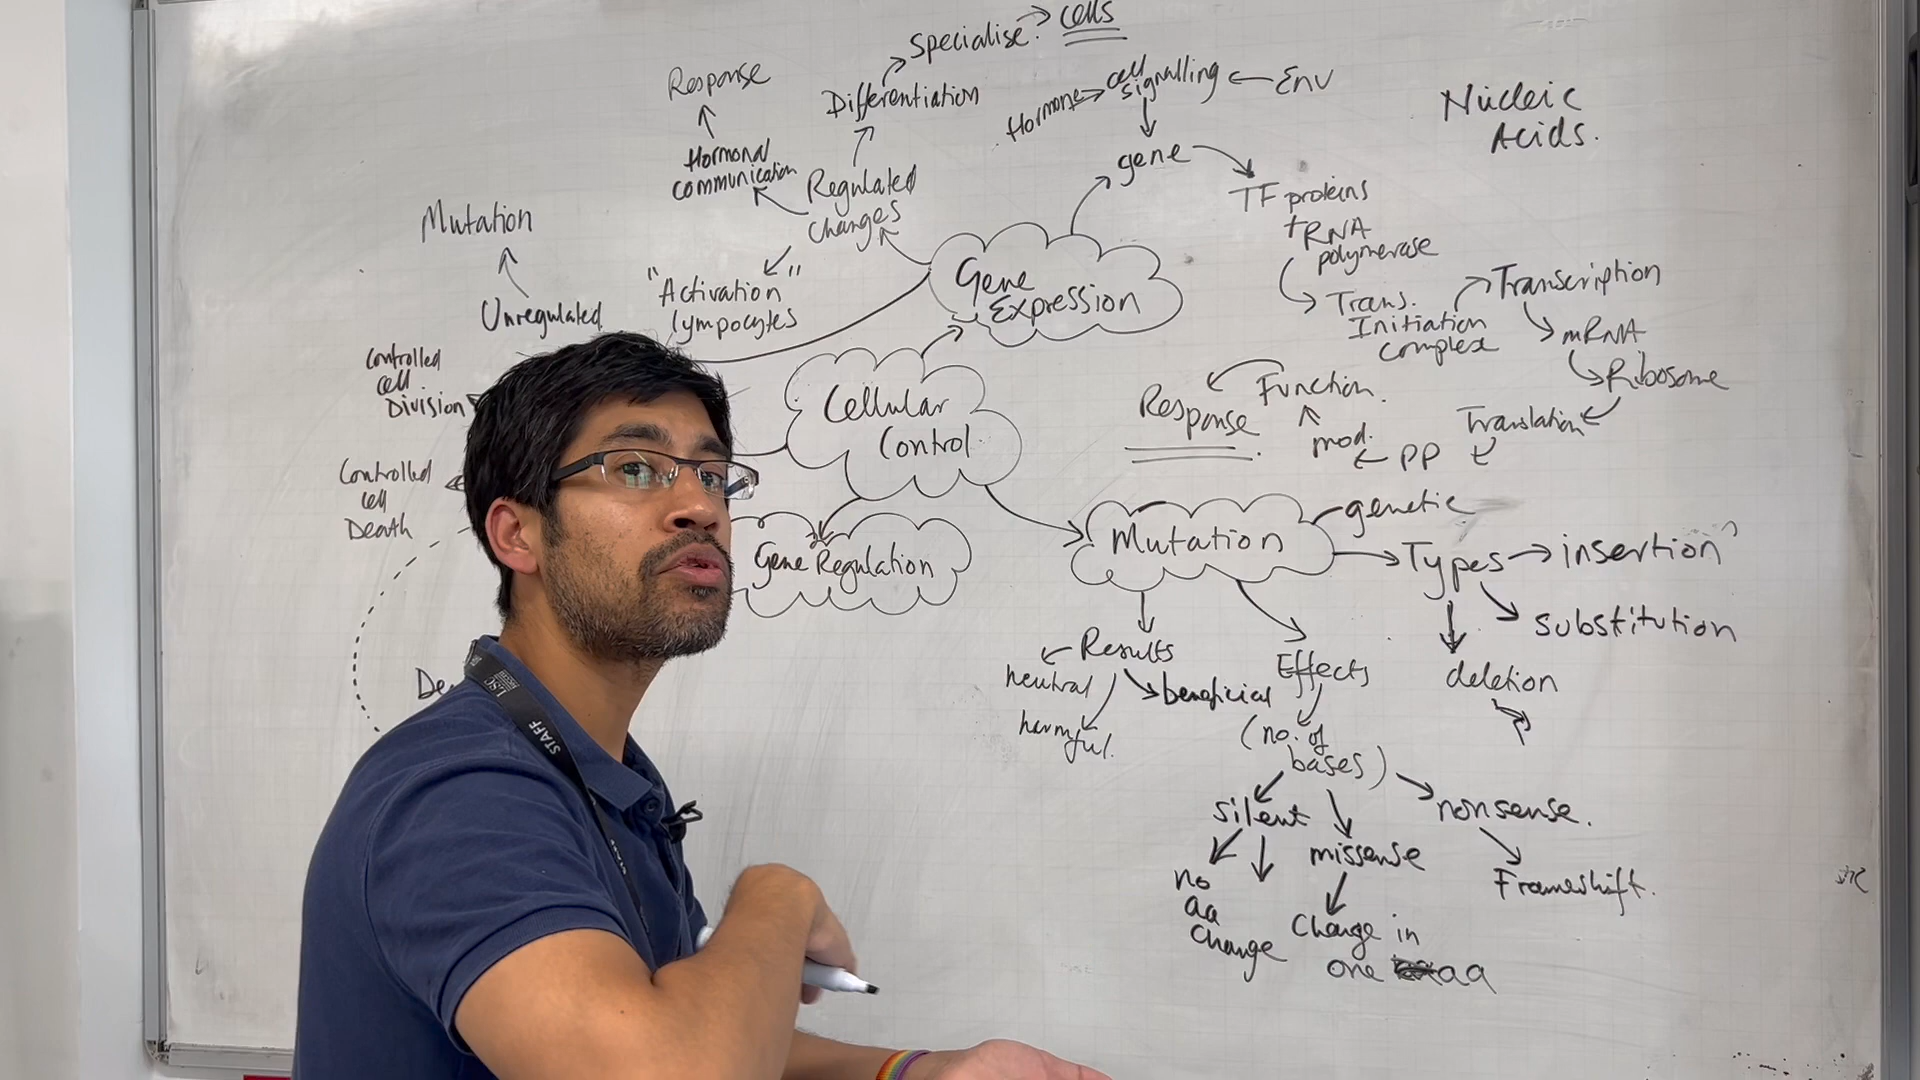 specialise. → cells
Response
Differentiation
Hormone
cell
signalling
Env
Nucleic
Acids.
Hormonal
communication
Regulated
changes
gene
TF proteins
+RNA
polymerase
Mutation
Unregulated
"Activation"
lymphocytes
Gene
Expression
Trans.
Initiation
complex
Transcription
mRNA
Ribosome
Translation
PP
mod.
Function.
Response
Controlled
cell
Division
Controlled
cell
Death
Cellular
Control
Gene Regulation
Mutation
genetic
Types → insertion
substitution
deletion
Results
neutral
harmful.
beneficial
Effects
(no. of
bases)
silent
no
aa
change
missense
Change in
one aa
nonsense.
Frameshift.
De
STAFF